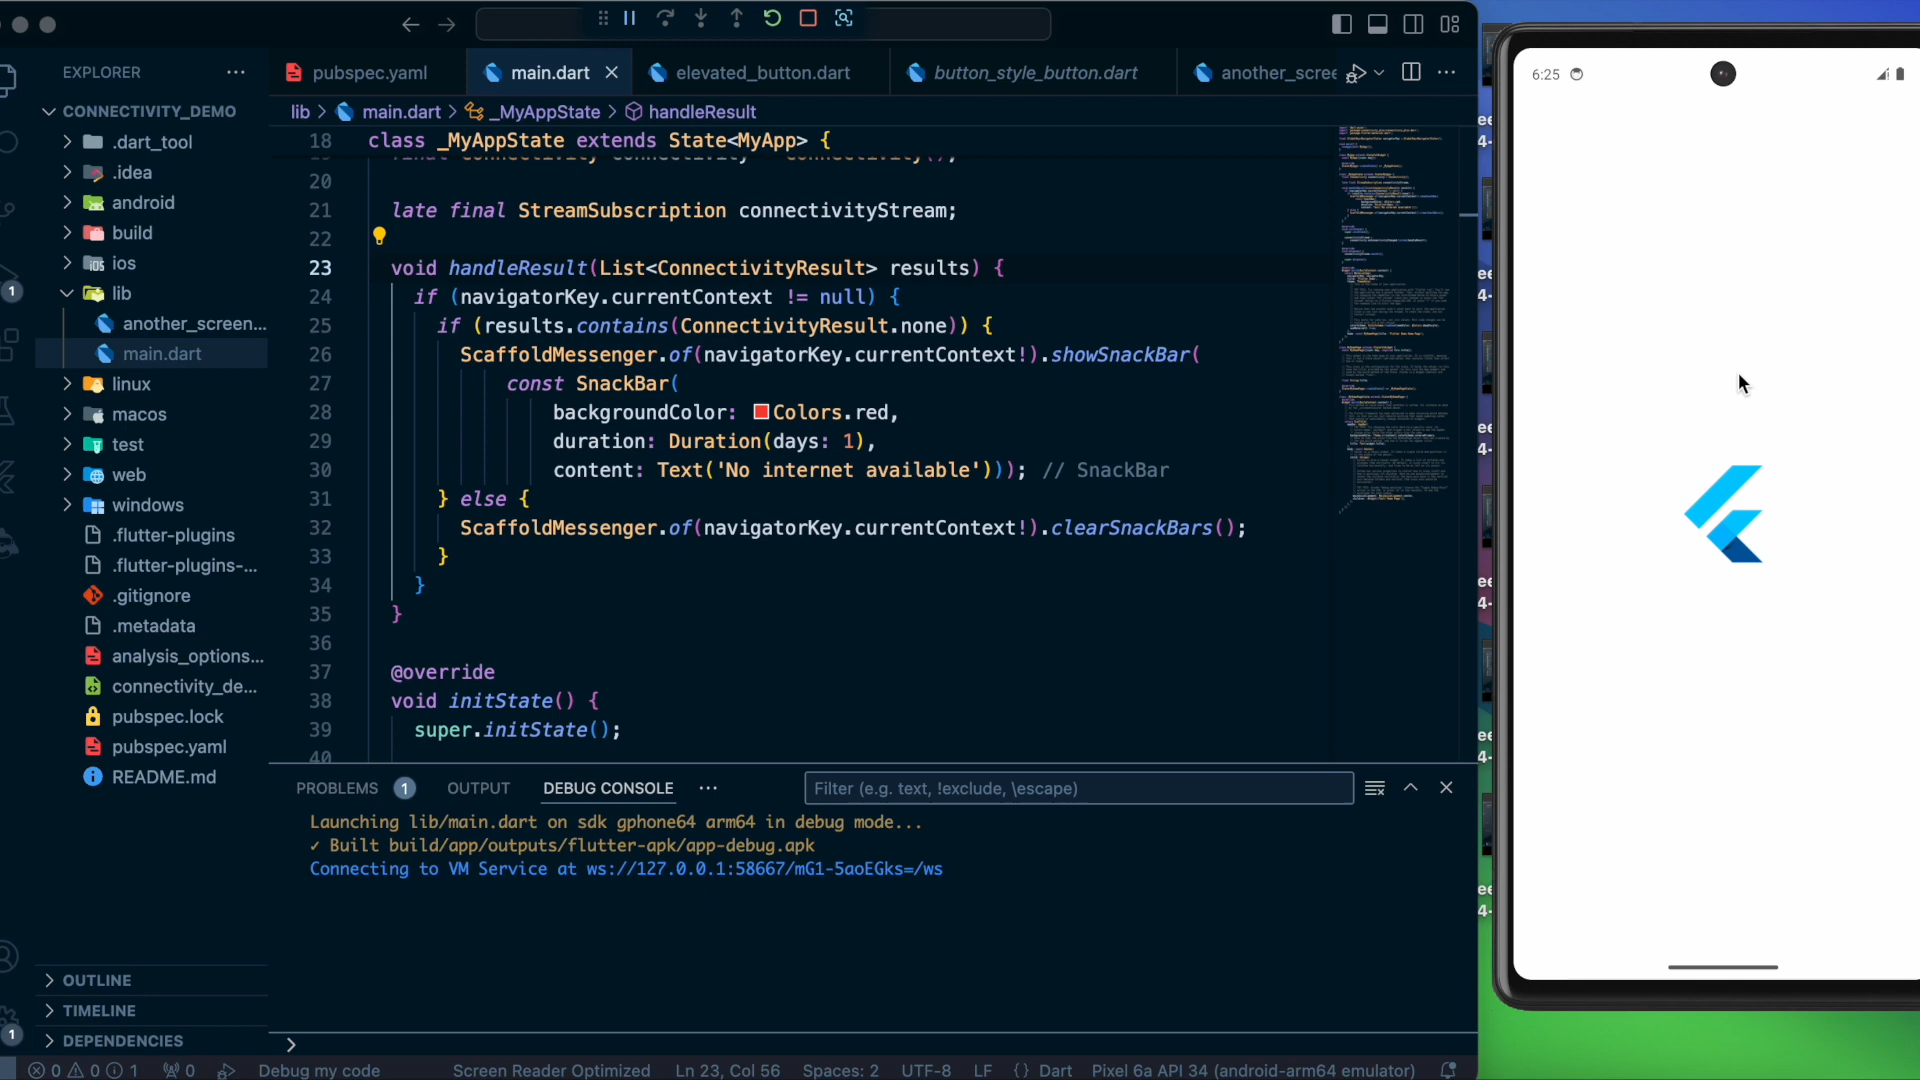 EXPLORER
CONNECTIVITY_DEMO
.dart_tool
.idea
android
build
ios
lib
another_screen...
main.dart
linux
macos
test
web
windows
.flutter-plugins
.flutter-plugins-...
.gitignore
.metadata
analysis_options...
connectivity_de...
pubspec.lock
pubspec.yaml
README.md
OUTLINE
TIMELINE
DEPENDENCIES
pubspec.yaml
main.dart
elevated_button.dart
button_style_button.dart
another_scree
lib > main.dart > _MyAppState > handleResult
18 class _MyAppState extends State<MyApp> {
20
21 late final StreamSubscription connectivityStream;
22
23 void handleResult(List<ConnectivityResult> results) {
24 if (navigatorKey.currentContext != null) {
25 if (results.contains(ConnectivityResult.none)) {
26 ScaffoldMessenger.of(navigatorKey.currentContext!).showSnackBar(
27 const SnackBar(
28 backgroundColor: Colors.red,
29 duration: Duration(days: 1),
30 content: Text('No internet available'))); // SnackBar
31 } else {
32 ScaffoldMessenger.of(navigatorKey.currentContext!).clearSnackBars();
33 }
34 }
35 }
36
37 @override
38 void initState() {
39 super.initState();
40
PROBLEMS 1 OUTPUT DEBUG CONSOLE
Filter (e.g. text, !exclude, \escape)
Launching lib/main.dart on sdk gphone64 arm64 in debug mode...
✓ Built build/app/outputs/flutter-apk/app-debug.apk
Connecting to VM Service at ws://127.0.0.1:58667/mG1-5aoEGks=/ws
0 0 1 0 Debug my code Screen Reader Optimized Ln 23, Col 56 Spaces: 2 UTF-8 LF {} Dart Pixel 6a API 34 (android-arm64 emulator)
6:25